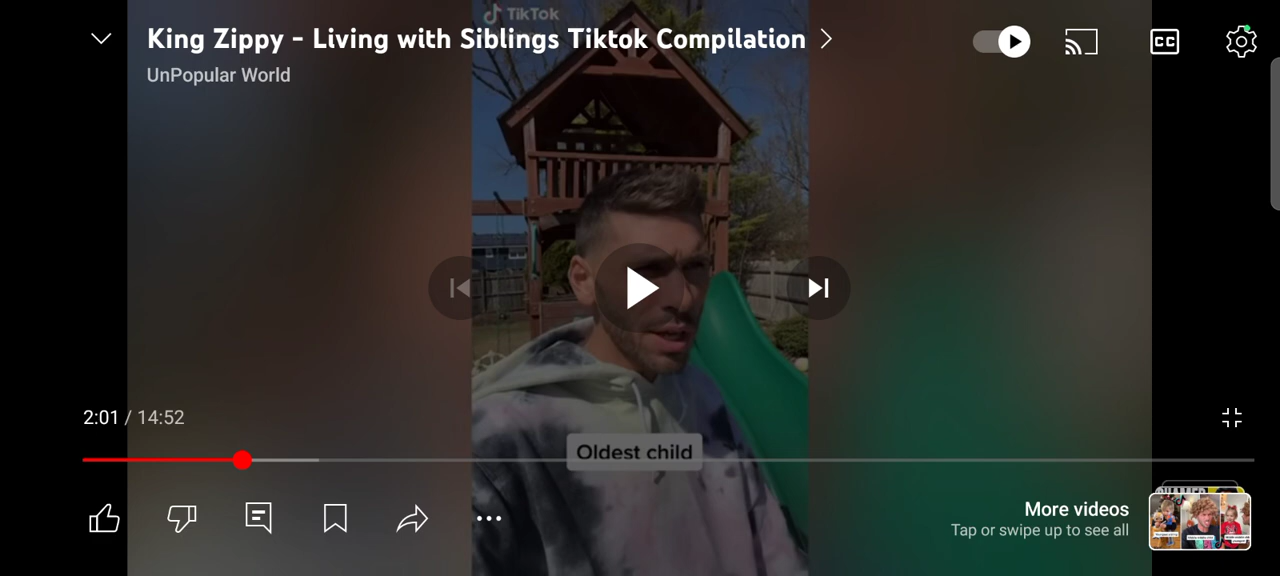 TikTok
King Zippy - Living with Siblings Tiktok Compilation
UnPopular World
CC
2:01 / 14:52
Oldest child
More videos
Tap or swipe up to see all